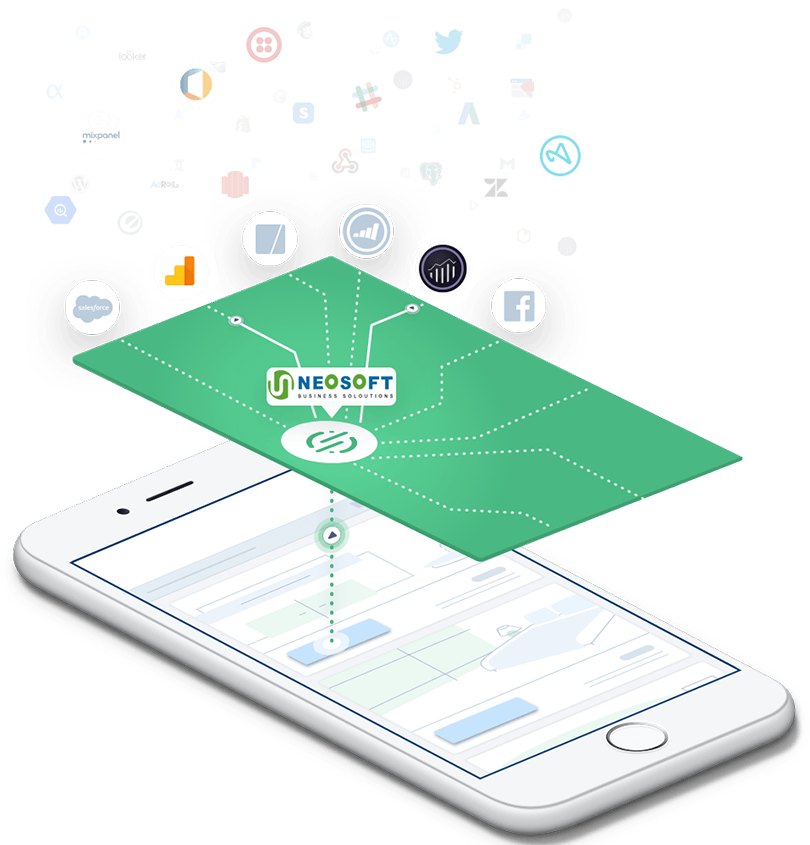 looker
mixpanel
salesforce
NEOSOFT
BUSINESS SOLOUTIONS